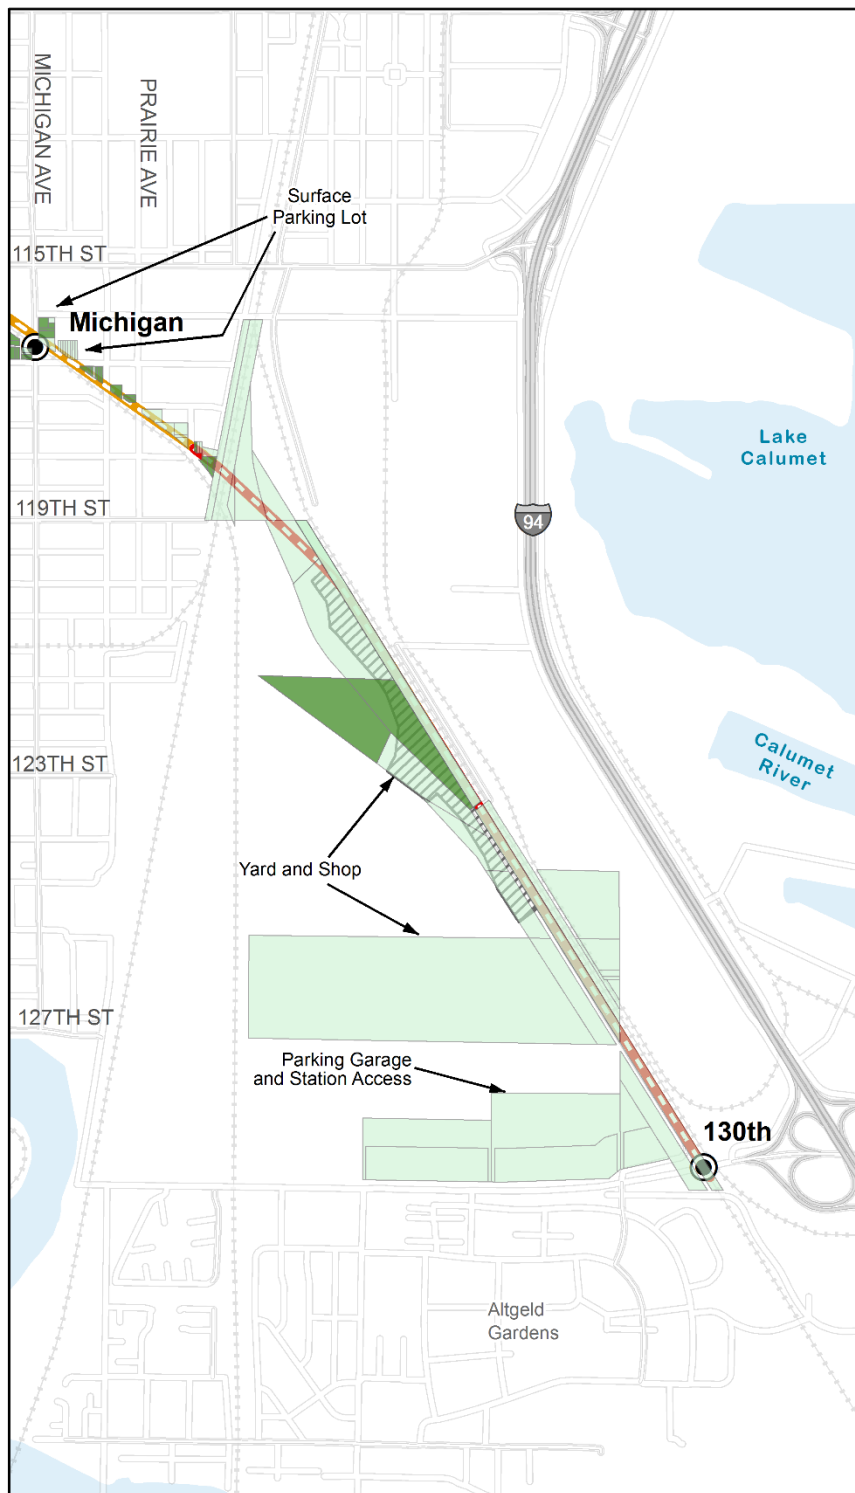 MICHIGAN AVE
PRAIRIE AVE
Surface
Parking Lot
115TH ST
Michigan
Lake
Calumet
119TH ST
94
Calumet
River
123TH ST
Yard and Shop
127TH ST
Parking Garage
and Station Access
130th
Altgeld
Gardens